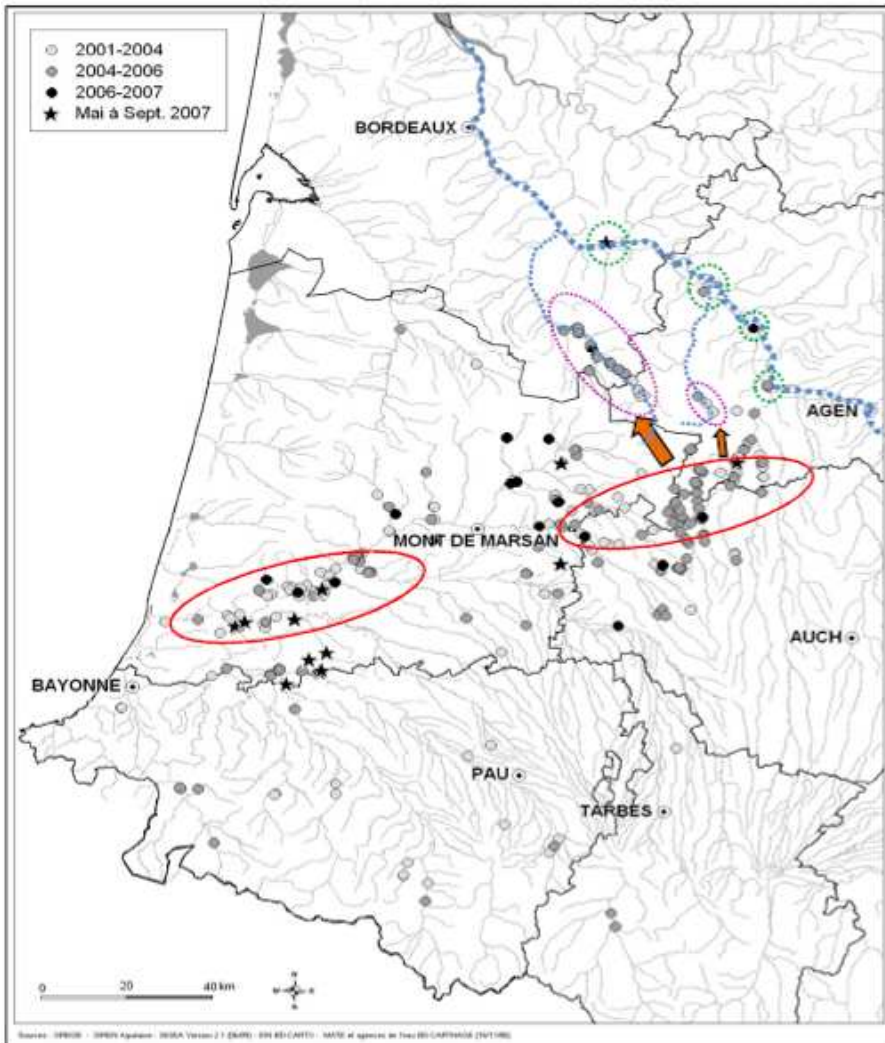 2001-2004
2004-2006
2006-2007
Mai à Sept. 2007
BORDEAUX
AGEN
MONT DE MARSAN
AUCH
BAYONNE
PAU
TARBES
N
0 20 40 km